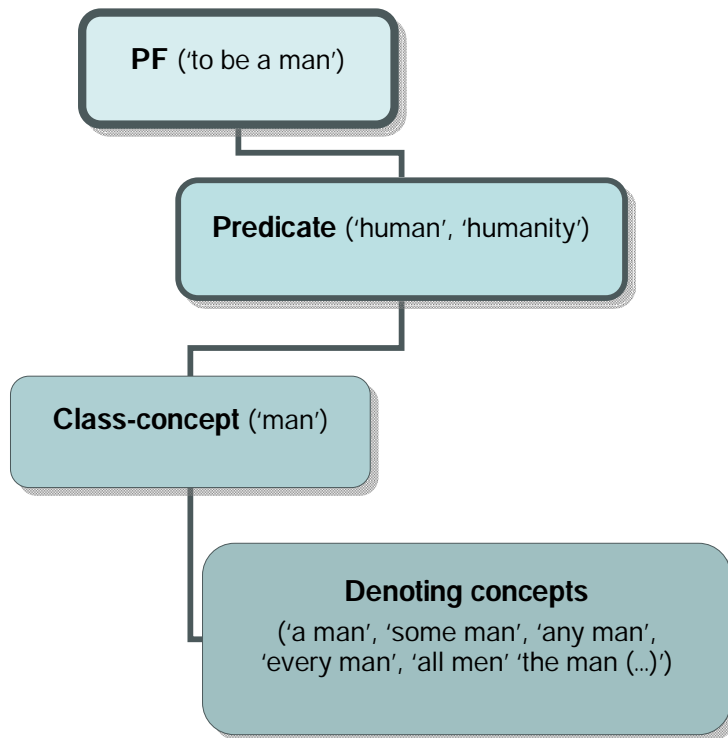 PF (‘to be a man’)
Predicate (‘human’, ‘humanity’)
Class-concept (‘man’)
Denoting concepts
(‘a man’, ‘some man’, ‘any man’,
‘every man’, ‘all men’ ‘the man (…)’)